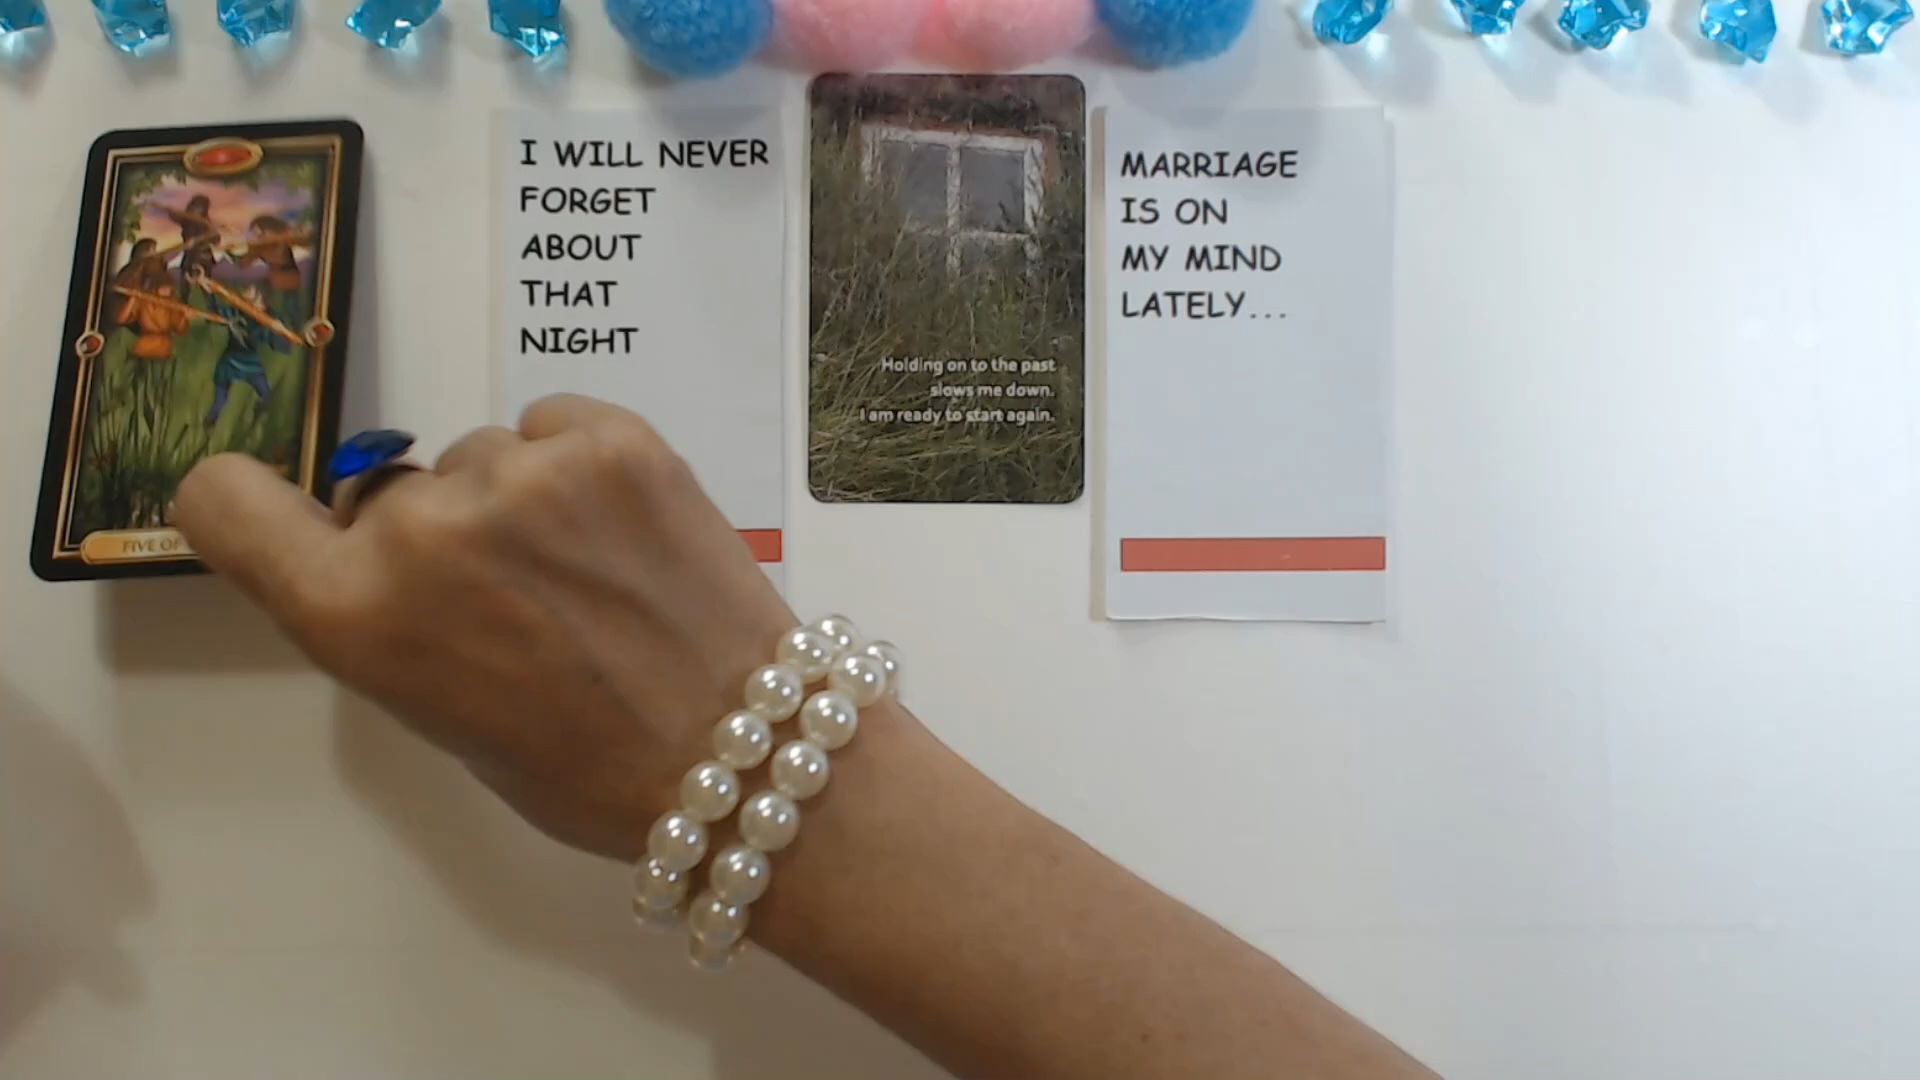 FIVE OF
I WILL NEVER
FORGET
ABOUT
THAT
NIGHT
Holding on to the past
slows me down.
I am ready to start again.
MARRIAGE
IS ON
MY MIND
LATELY...